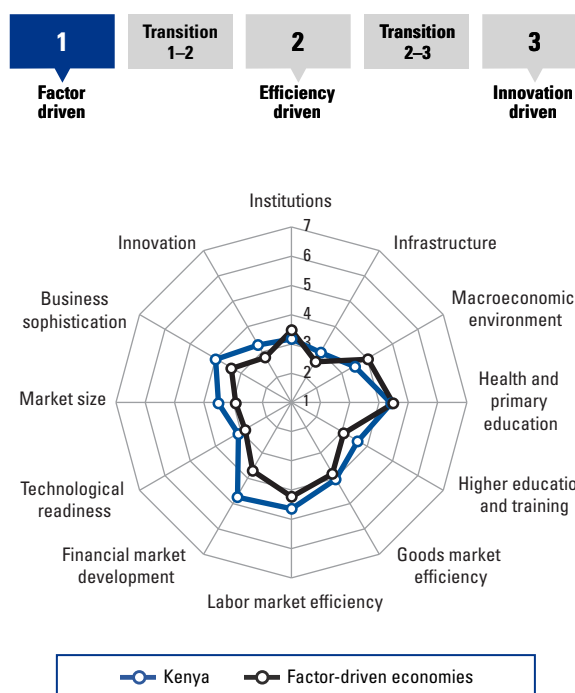 1
Transition
1–2
2
Transition
2–3
3
Factor
driven
Efficiency
driven
Innovation
driven
Institutions
7
Innovation
6
Infrastructure
5
Business
sophistication
4
Macroeconomic
environment
3
2
Market size
1
Health and
primary
education
Technological
readiness
Higher educatio
and training
Financial market
development
Goods market
efficiency
Labor market efficiency
Kenya
Factor-driven economies